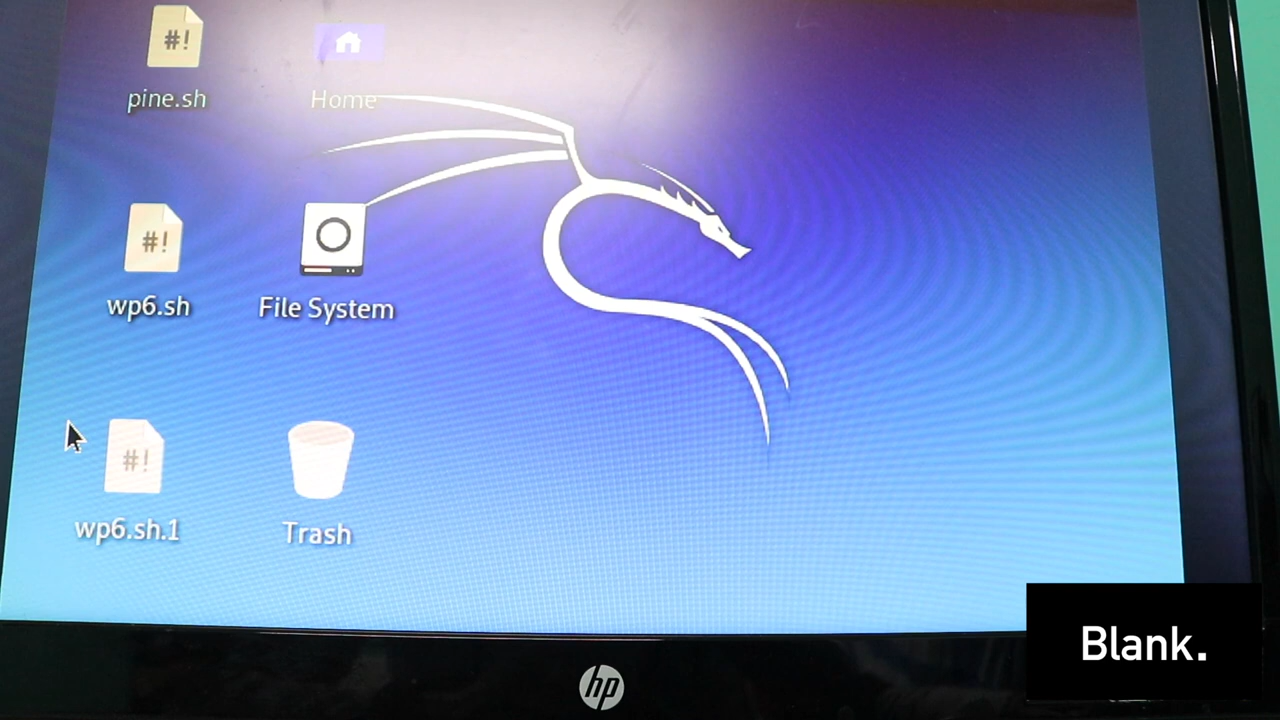 #!
pine.sh
Home
#!
wp6.sh
File System
#!
wp6.sh.1
Trash
Blank.
hp